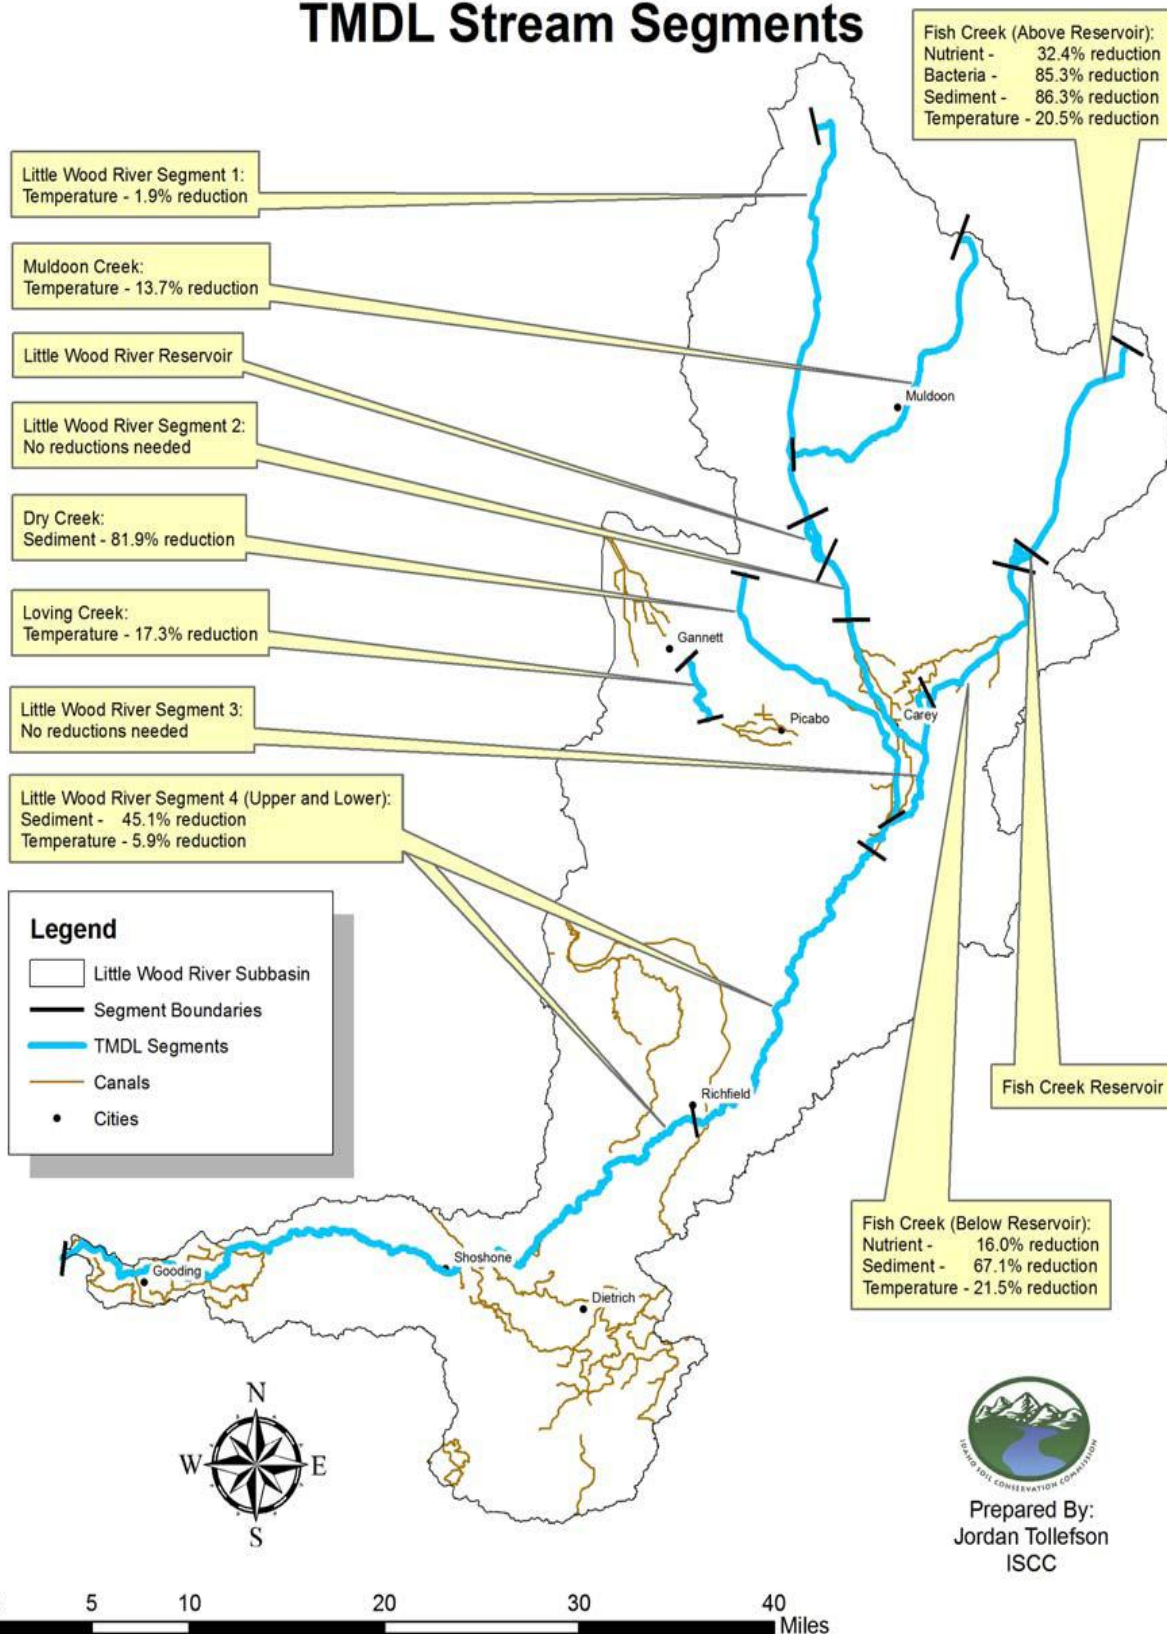 TMDL Stream Segments
Fish Creek (Above Reservoir):
Nutrient - 32.4% reduction
Bacteria - 85.3% reduction
Sediment - 86.3% reduction
Temperature - 20.5% reduction
Little Wood River Segment 1:
Temperature - 1.9% reduction
Muldoon Creek:
Temperature - 13.7% reduction
Little Wood River Reservoir
Muldoon
Little Wood River Segment 2:
No reductions needed
Dry Creek:
Sediment - 81.9% reduction
Loving Creek:
Temperature - 17.3% reduction
Gannett
Little Wood River Segment 3:
No reductions needed
Picabo
Carey
Little Wood River Segment 4 (Upper and Lower):
Sediment - 45.1% reduction
Temperature - 5.9% reduction
Legend
Little Wood River Subbasin
Segment Boundaries
TMDL Segments
Canals
Cities
Richfield
Fish Creek Reservoir
Fish Creek (Below Reservoir):
Nutrient - 16.0% reduction
Sediment - 67.1% reduction
Temperature - 21.5% reduction
Shoshone
Gooding
Dietrich
N
W E
S
IDAHO SOIL CONSERVATION COMMISSION
Prepared By:
Jordan Tollefson
ISCC
5 10 20 30 40
Miles